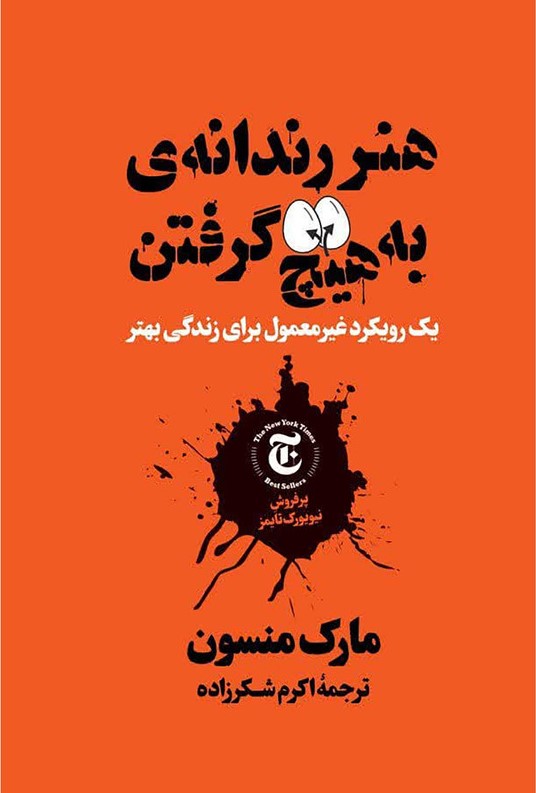 هنر رندانه‌ی
به هیچ گرفتن
یک رویکرد غیرمعمول برای زندگی بهتر
The New York Times
Best Sellers
پرفروش
نیویورک تایمز
مارک منسون
ترجمهٔ اکرم شکرزاده